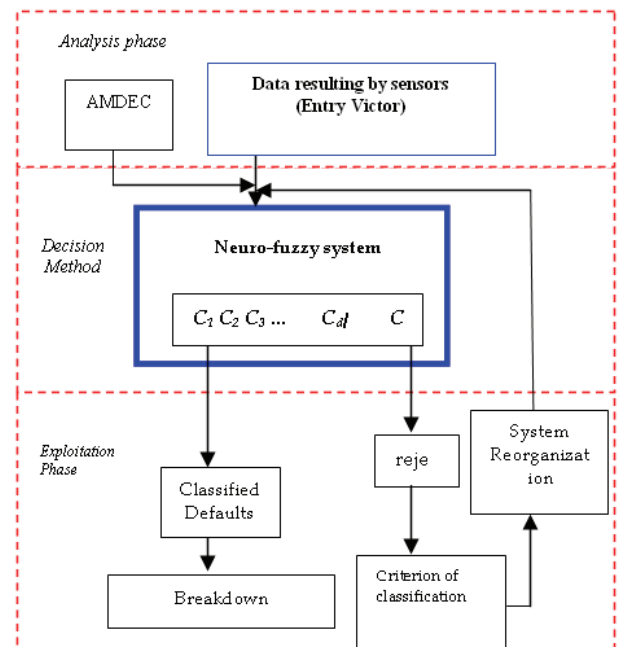 Analysis phase
AMDEC
Data resulting by sensors
(Entry Victor)
Decision
Method
Neuro-fuzzy system
C1 C2 C3 ... Cd/ C
Exploitation
Phase
Classified
Defaults
Breakdown
reje
Criterion of
classification
System
Reorganizat
ion